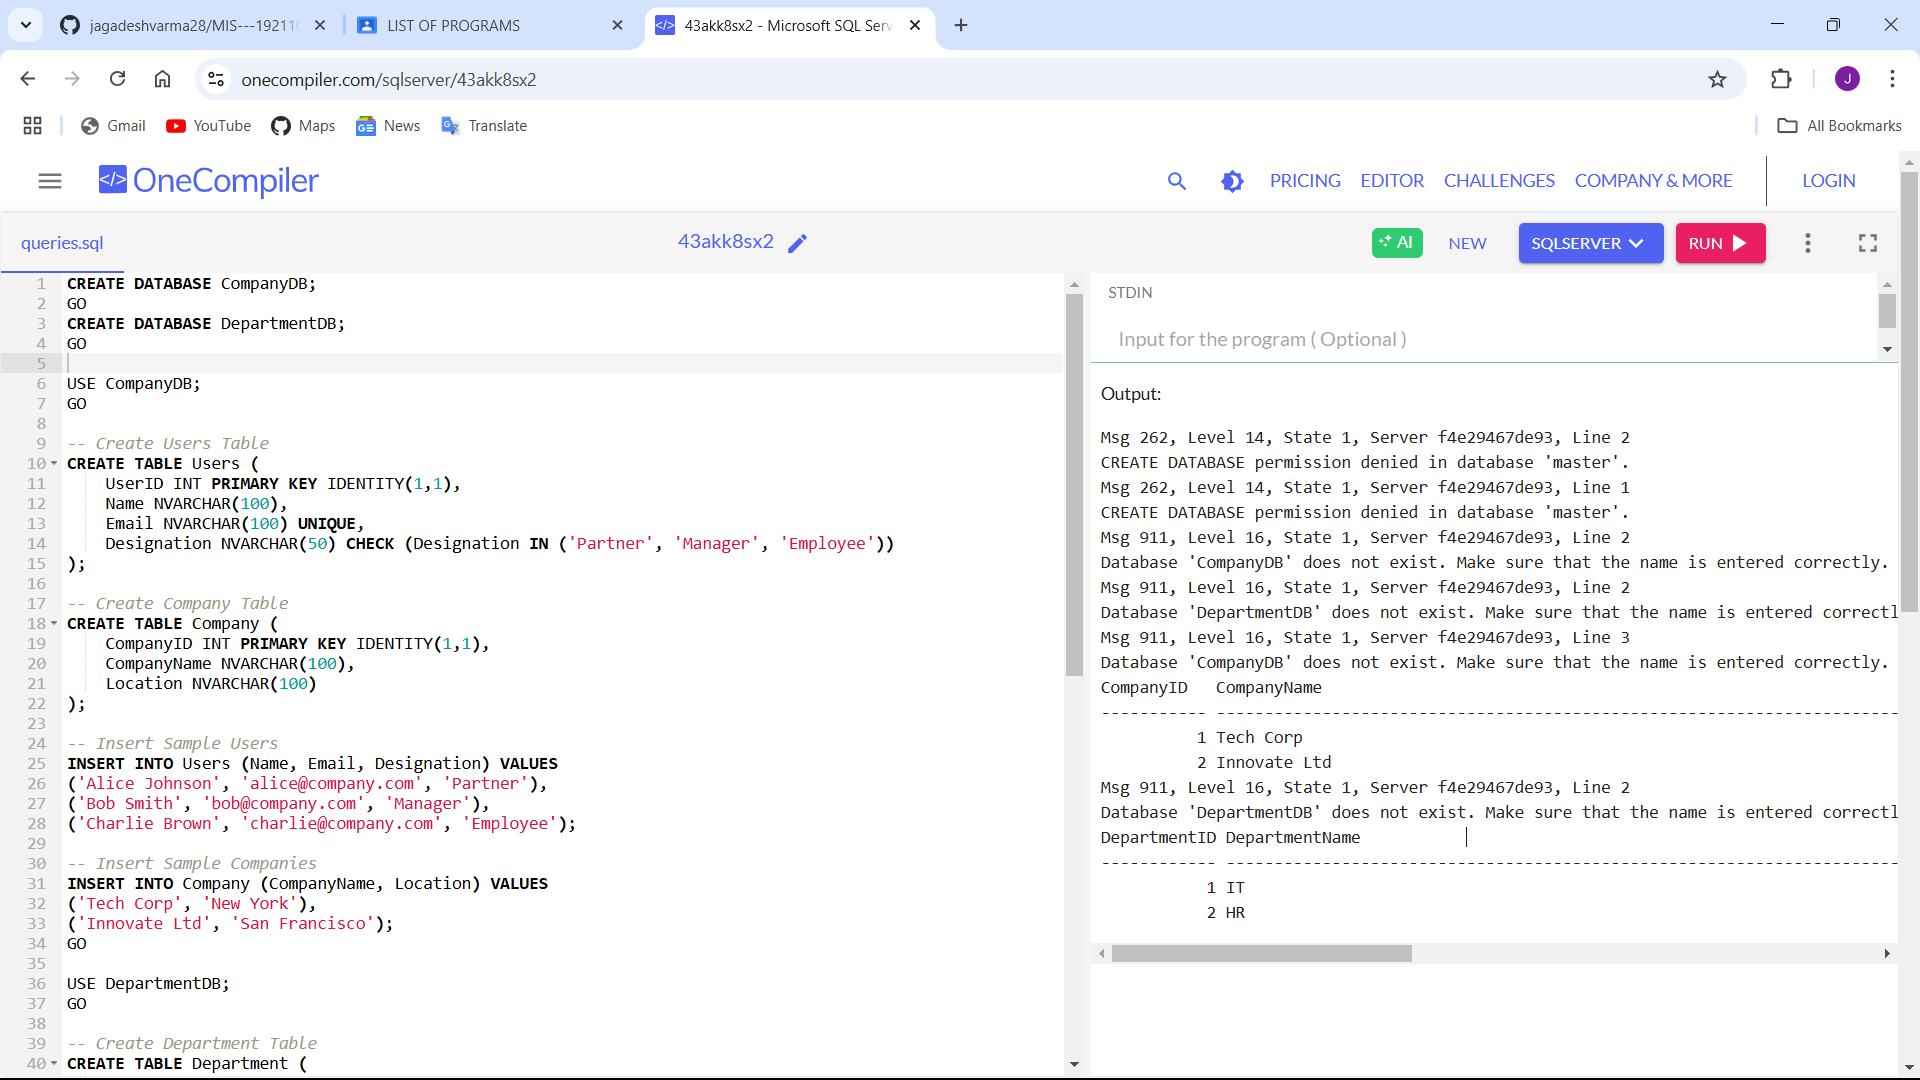 jagadeshvarma28/MIS---19211
LIST OF PROGRAMS
43akk8sx2 - Microsoft SQL Serv
onecompiler.com/sqlserver/43akk8sx2
J
Gmail
YouTube
Maps
News
Translate
All Bookmarks
</> OneCompiler
PRICING
EDITOR
CHALLENGES
COMPANY & MORE
LOGIN
queries.sql
43akk8sx2
AI
NEW
SQLSERVER
RUN
1 CREATE DATABASE CompanyDB;
2 GO
3 CREATE DATABASE DepartmentDB;
4 GO
5
6 USE CompanyDB;
7 GO
8
9 -- Create Users Table
10 CREATE TABLE Users (
11 UserID INT PRIMARY KEY IDENTITY(1,1),
12 Name NVARCHAR(100),
13 Email NVARCHAR(100) UNIQUE,
14 Designation NVARCHAR(50) CHECK (Designation IN ('Partner', 'Manager', 'Employee'))
15 );
16
17 -- Create Company Table
18 CREATE TABLE Company (
19 CompanyID INT PRIMARY KEY IDENTITY(1,1),
20 CompanyName NVARCHAR(100),
21 Location NVARCHAR(100)
22 );
23
24 -- Insert Sample Users
25 INSERT INTO Users (Name, Email, Designation) VALUES
26 ('Alice Johnson', 'alice@company.com', 'Partner'),
27 ('Bob Smith', 'bob@company.com', 'Manager'),
28 ('Charlie Brown', 'charlie@company.com', 'Employee');
29
30 -- Insert Sample Companies
31 INSERT INTO Company (CompanyName, Location) VALUES
32 ('Tech Corp', 'New York'),
33 ('Innovate Ltd', 'San Francisco');
34 GO
35
36 USE DepartmentDB;
37 GO
38
39 -- Create Department Table
40 CREATE TABLE Department (
STDIN
Input for the program ( Optional )
Output:
Msg 262, Level 14, State 1, Server f4e29467de93, Line 2
CREATE DATABASE permission denied in database 'master'.
Msg 262, Level 14, State 1, Server f4e29467de93, Line 1
CREATE DATABASE permission denied in database 'master'.
Msg 911, Level 16, State 1, Server f4e29467de93, Line 2
Database 'CompanyDB' does not exist. Make sure that the name is entered correctly.
Msg 911, Level 16, State 1, Server f4e29467de93, Line 2
Database 'DepartmentDB' does not exist. Make sure that the name is entered correctl
Msg 911, Level 16, State 1, Server f4e29467de93, Line 3
Database 'CompanyDB' does not exist. Make sure that the name is entered correctly.
CompanyID CompanyName
----------- -----------------------------------------------------------------------
1 Tech Corp
2 Innovate Ltd
Msg 911, Level 16, State 1, Server f4e29467de93, Line 2
Database 'DepartmentDB' does not exist. Make sure that the name is entered correctl
DepartmentID DepartmentName
------------ ----------------------------------------------------------------------
1 IT
2 HR